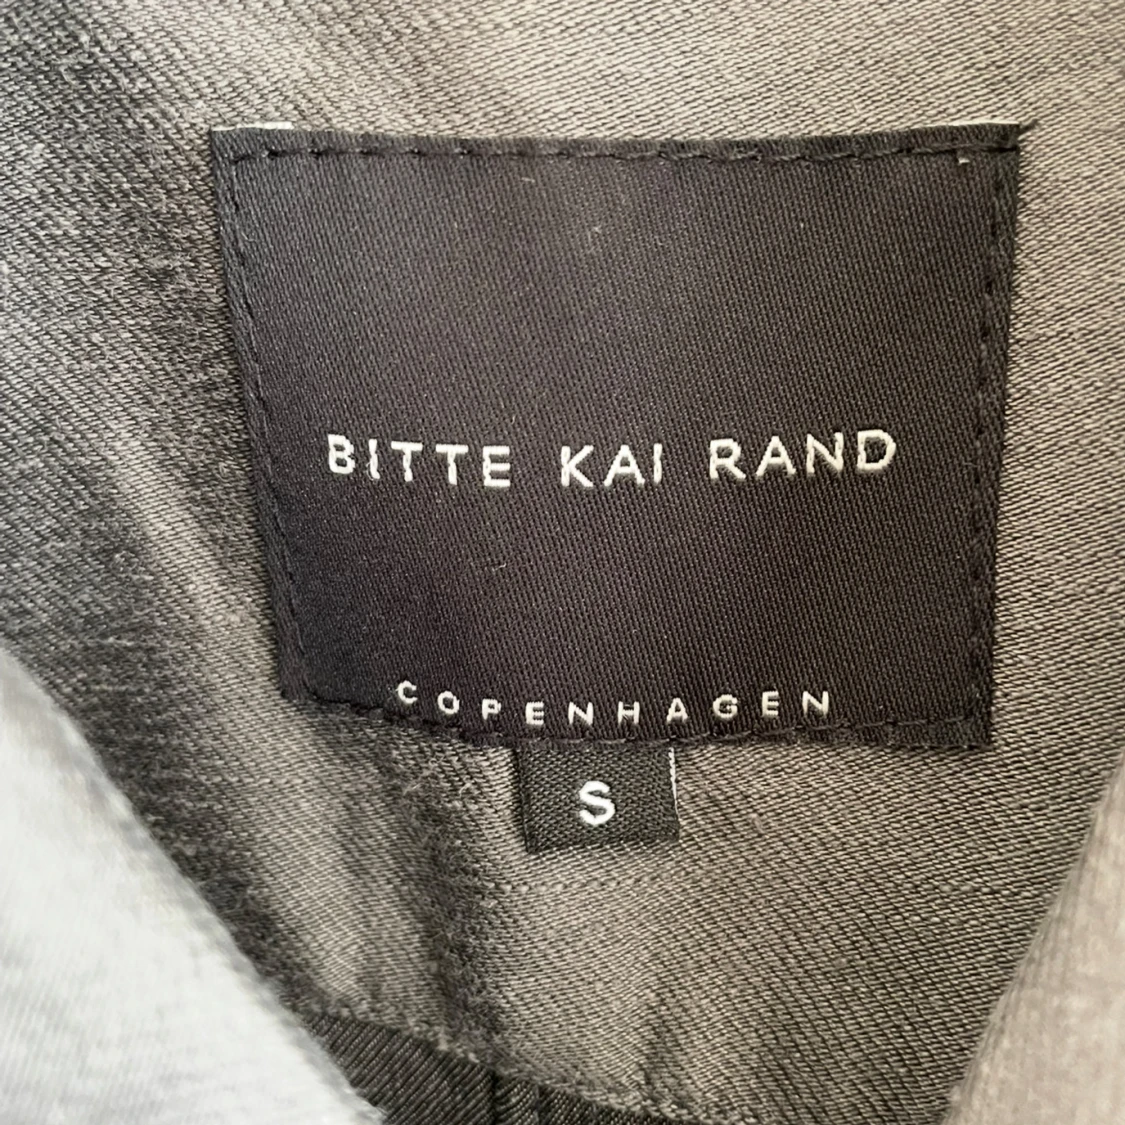 BITTE KAI RAND
COPENHAGEN
S